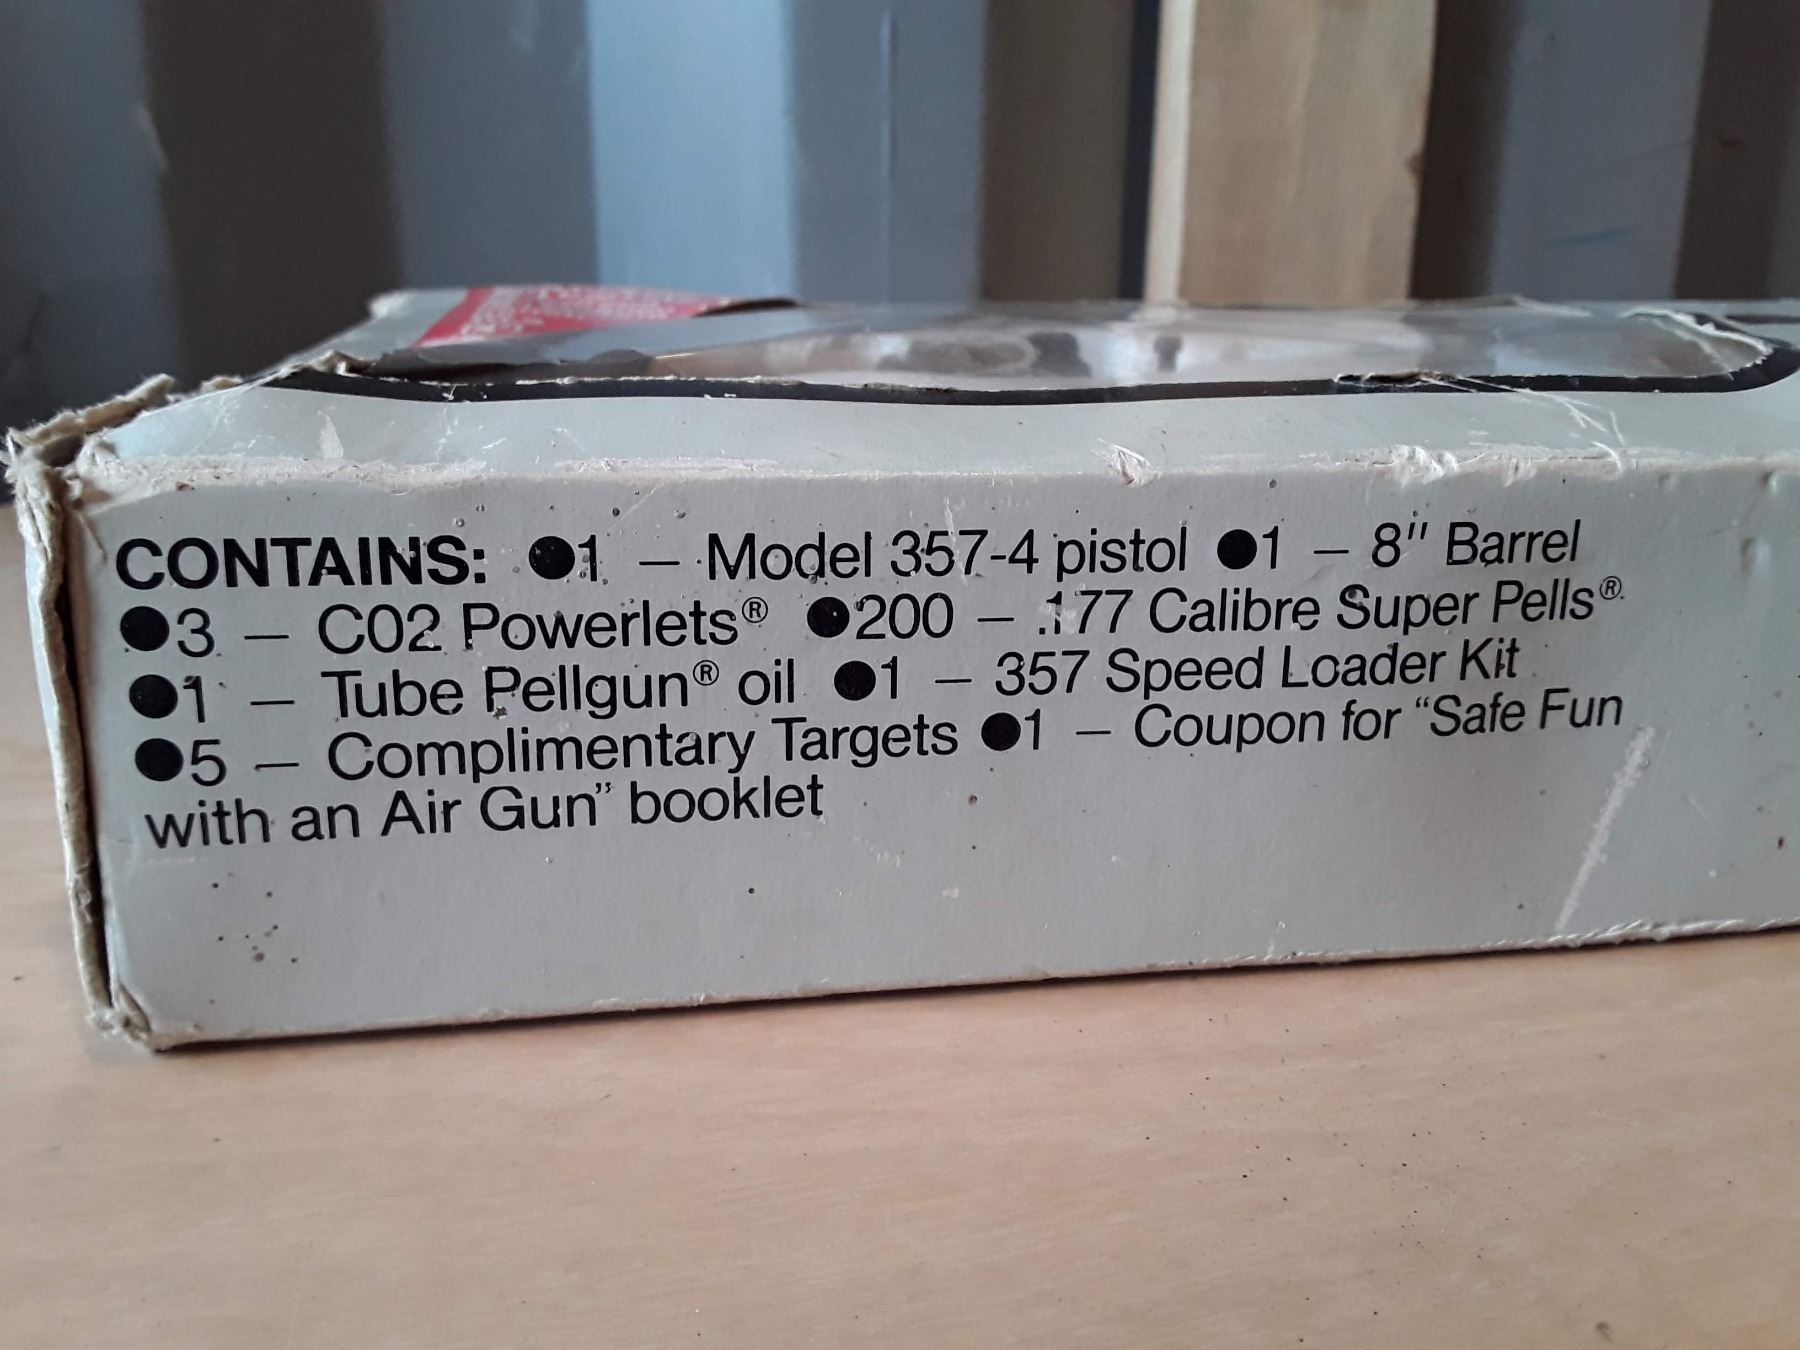 CONTAINS: ●1 – Model 357-4 pistol ●1 – 8" Barrel
●3 – C02 Powerlets® ●200 – .177 Calibre Super Pells®
●1 – Tube Pellgun® oil ●1 – 357 Speed Loader Kit
●5 – Complimentary Targets ●1 – Coupon for “Safe Fun
with an Air Gun” booklet